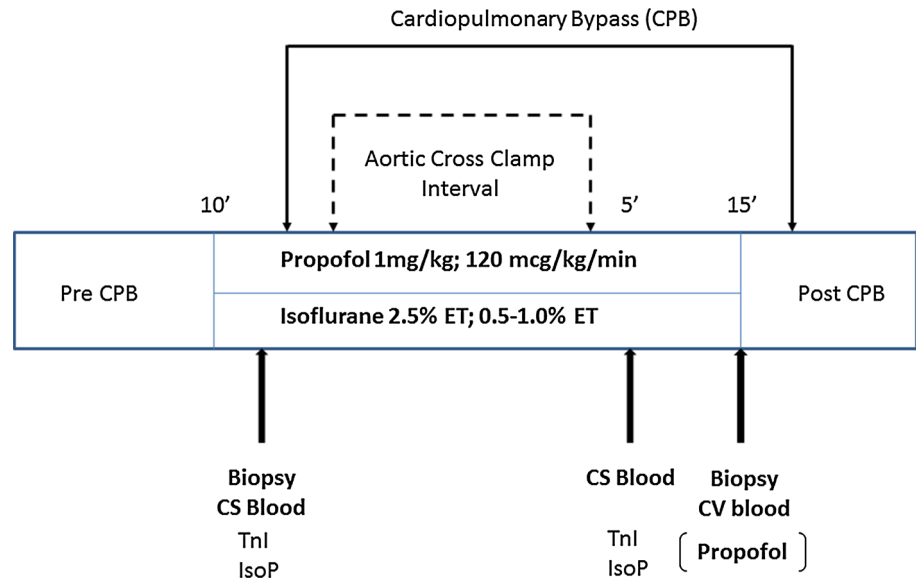 Cardiopulmonary Bypass (CPB)
Aortic Cross Clamp
Interval
10’
5’
15’
Pre CPB
Propofol 1mg/kg; 120 mcg/kg/min
Isoflurane 2.5% ET; 0.5-1.0% ET
Post CPB
Biopsy
CS Blood
TnI
IsoP
CS Blood
TnI
IsoP
Biopsy
CV blood
[Propofol]